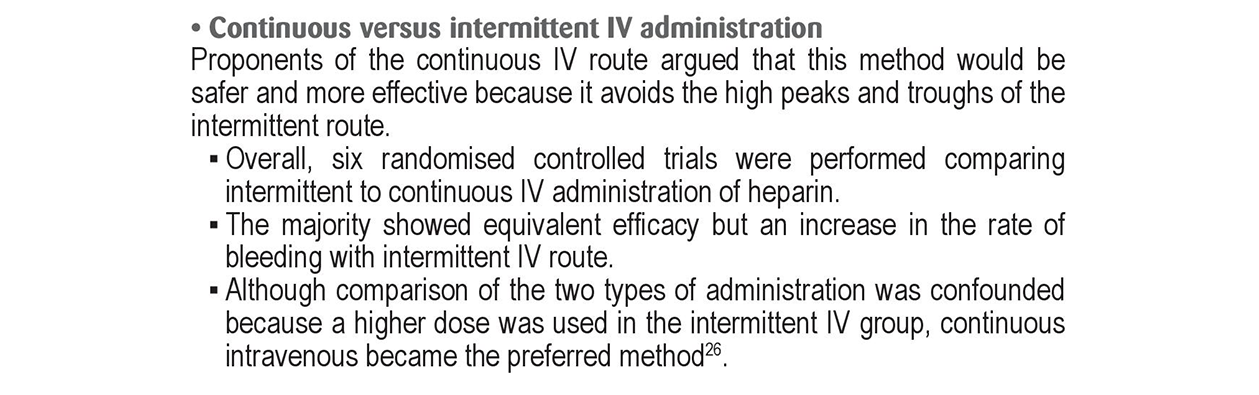 • Continuous versus intermittent IV administration
Proponents of the continuous IV route argued that this method would be
safer and more effective because it avoids the high peaks and troughs of the
intermittent route.
▪ Overall, six randomised controlled trials were performed comparing
intermittent to continuous IV administration of heparin.
▪ The majority showed equivalent efficacy but an increase in the rate of
bleeding with intermittent IV route.
▪ Although comparison of the two types of administration was confounded
because a higher dose was used in the intermittent IV group, continuous
intravenous became the preferred method²⁶.